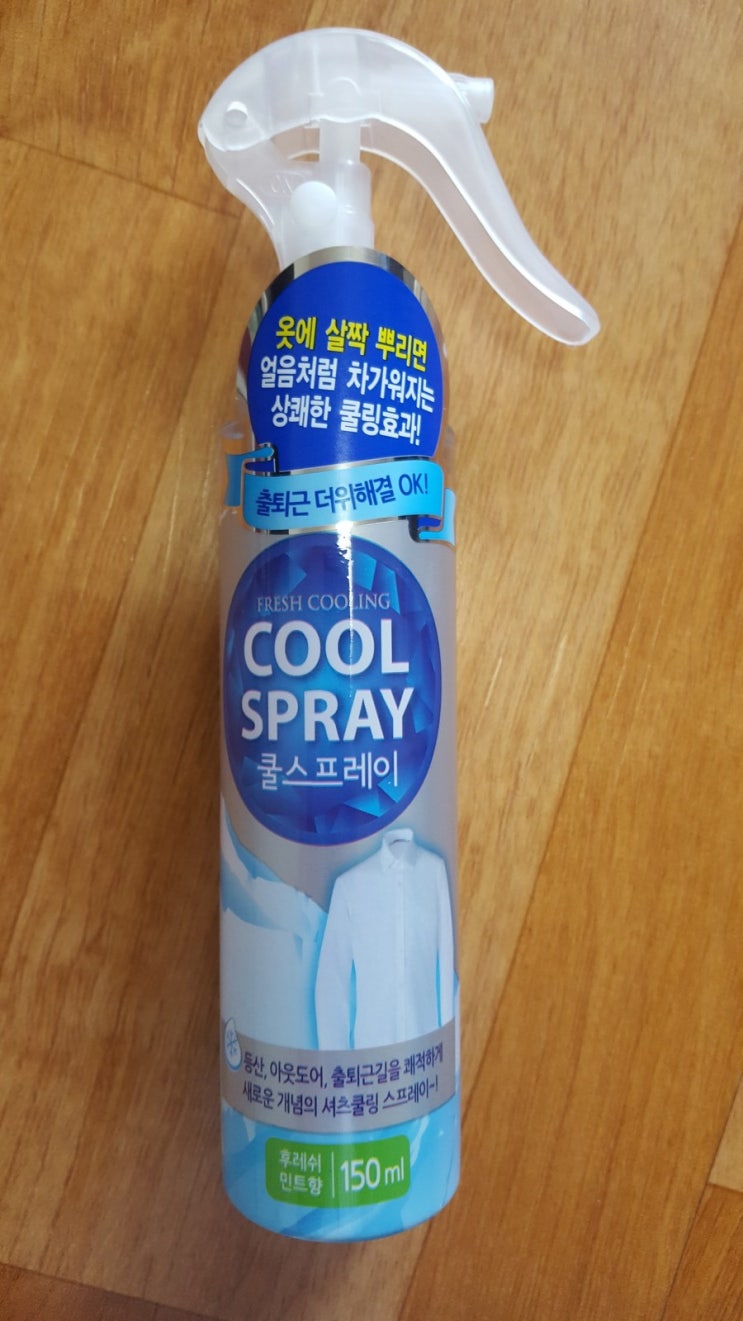 옷에 살짝 뿌리면
얼음처럼 차가워지는
상쾌한 쿨링효과!
출퇴근 더위해결 OK!
FRESH COOLING
COOL
SPRAY
쿨스프레이
등산, 아웃도어, 출퇴근길을 쾌적하게
새로운 개념의 셔츠쿨링 스프레이~!
후레쉬
민트향
150ml